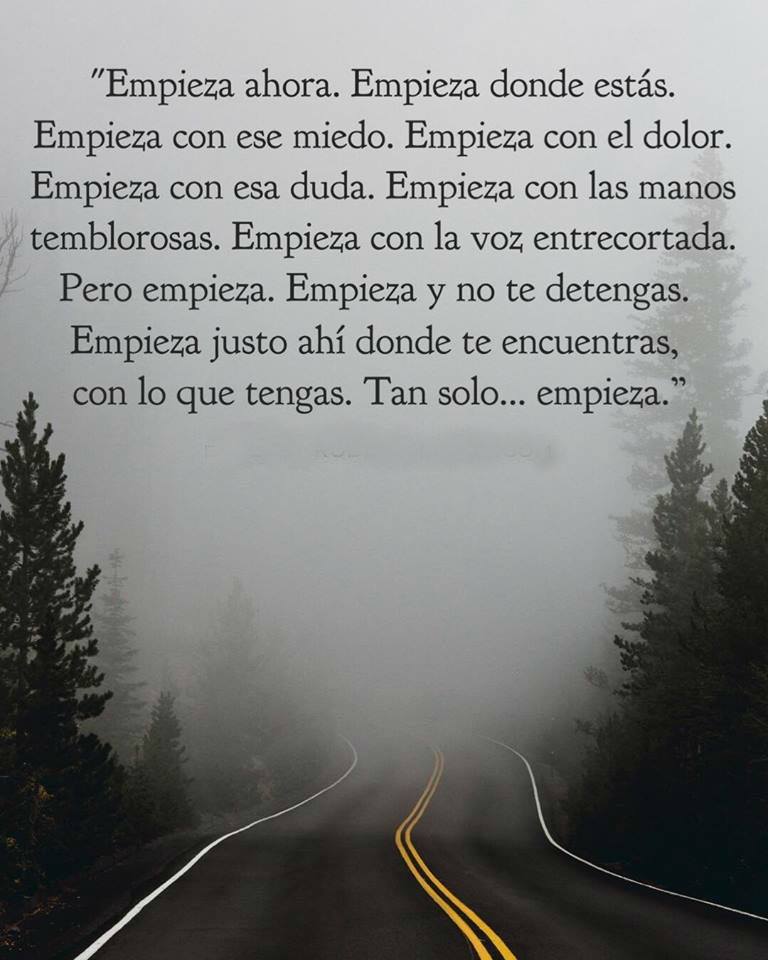 "Empieza ahora. Empieza donde estás.
Empieza con ese miedo. Empieza con el dolor.
Empieza con esa duda. Empieza con las manos
temblorosas. Empieza con la voz entrecortada.
Pero empieza. Empieza y no te detengas.
Empieza justo ahí donde te encuentras,
con lo que tengas. Tan solo... empieza.”